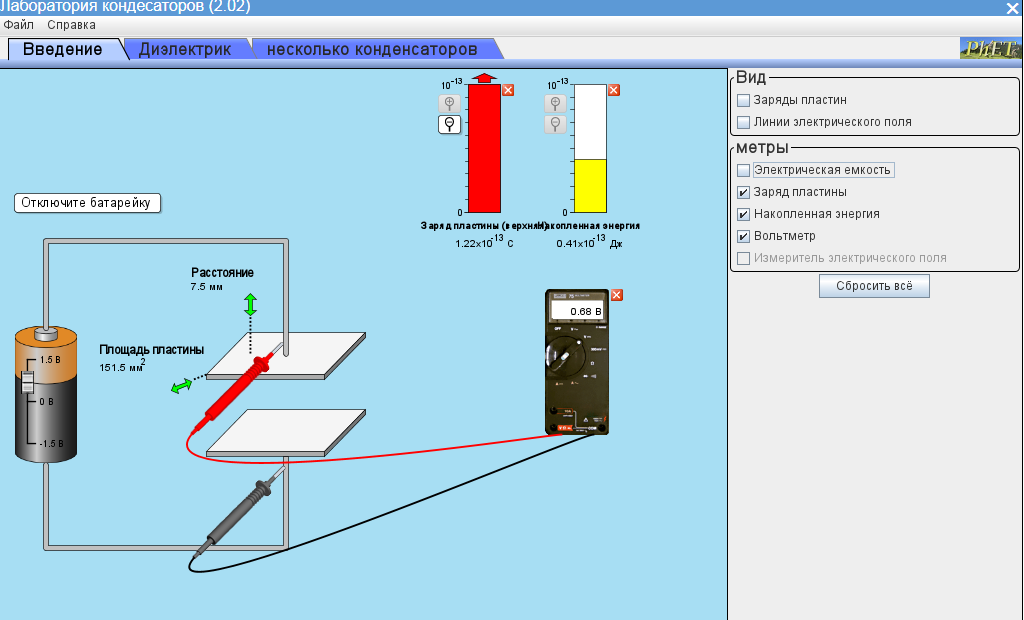 Лаборатория кондесаторов (2.02)
Файл Справка
Введение Диэлектрик несколько конденсаторов
PhET
10-13
0
Заряд пластины (верхняя)
1.22x10-13 С
10-13
0
Накопленная энергия
0.41x10-13 Дж
Отключите батарейку
Расстояние
7.5 мм
Площадь пластины
151.5 мм2
1.5 В
0 В
-1.5 В
0.68 В
OFF
Вид
Заряды пластин
Линии электрического поля
метры
Электрическая емкость
Заряд пластины
Накопленная энергия
Вольтметр
Измеритель электрического поля
Сбросить всё